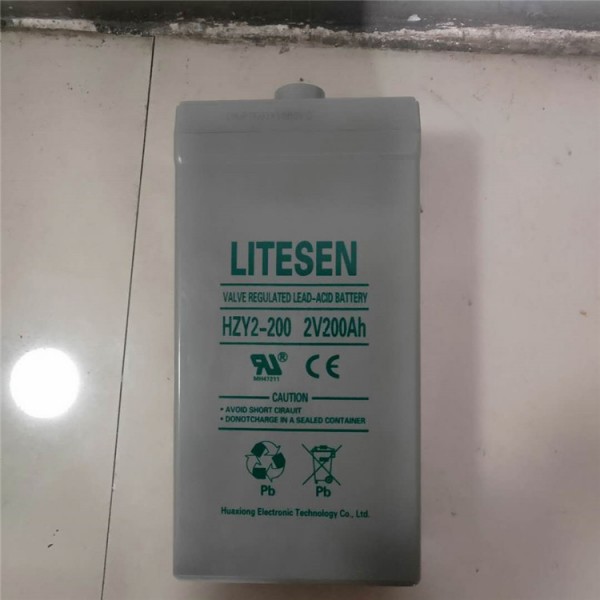 LITESEN
VALVE REGULATED LEAD-ACID BATTERY
HZY2-200 2V200Ah
CE
MH47211
CAUTION
• AVOID SHORT CIRAUIT
• DONOTCHARGE IN A SEALED CONTAINER
Pb Pb
Huaxiong Electronic Technology Co., Ltd.